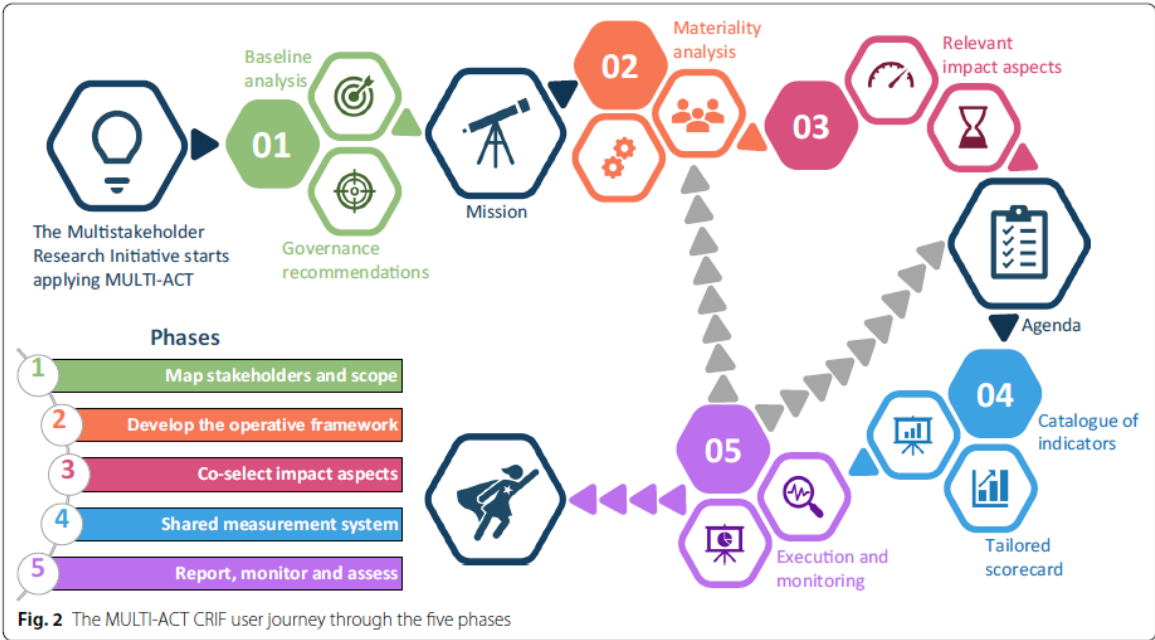 Baseline
analysis
01
Governance
recommendations
The Multistakeholder
Research Initiative starts
applying MULTI-ACT
Mission
02
Materiality
analysis
03
Relevant
impact aspects
Agenda
04
Catalogue of
indicators
Tailored
scorecard
05
Execution and
monitoring
Phases
1 Map stakeholders and scope
2 Develop the operative framework
3 Co-select impact aspects
4 Shared measurement system
5 Report, monitor and assess
Fig. 2 The MULTI-ACT CRIF user journey through the five phases